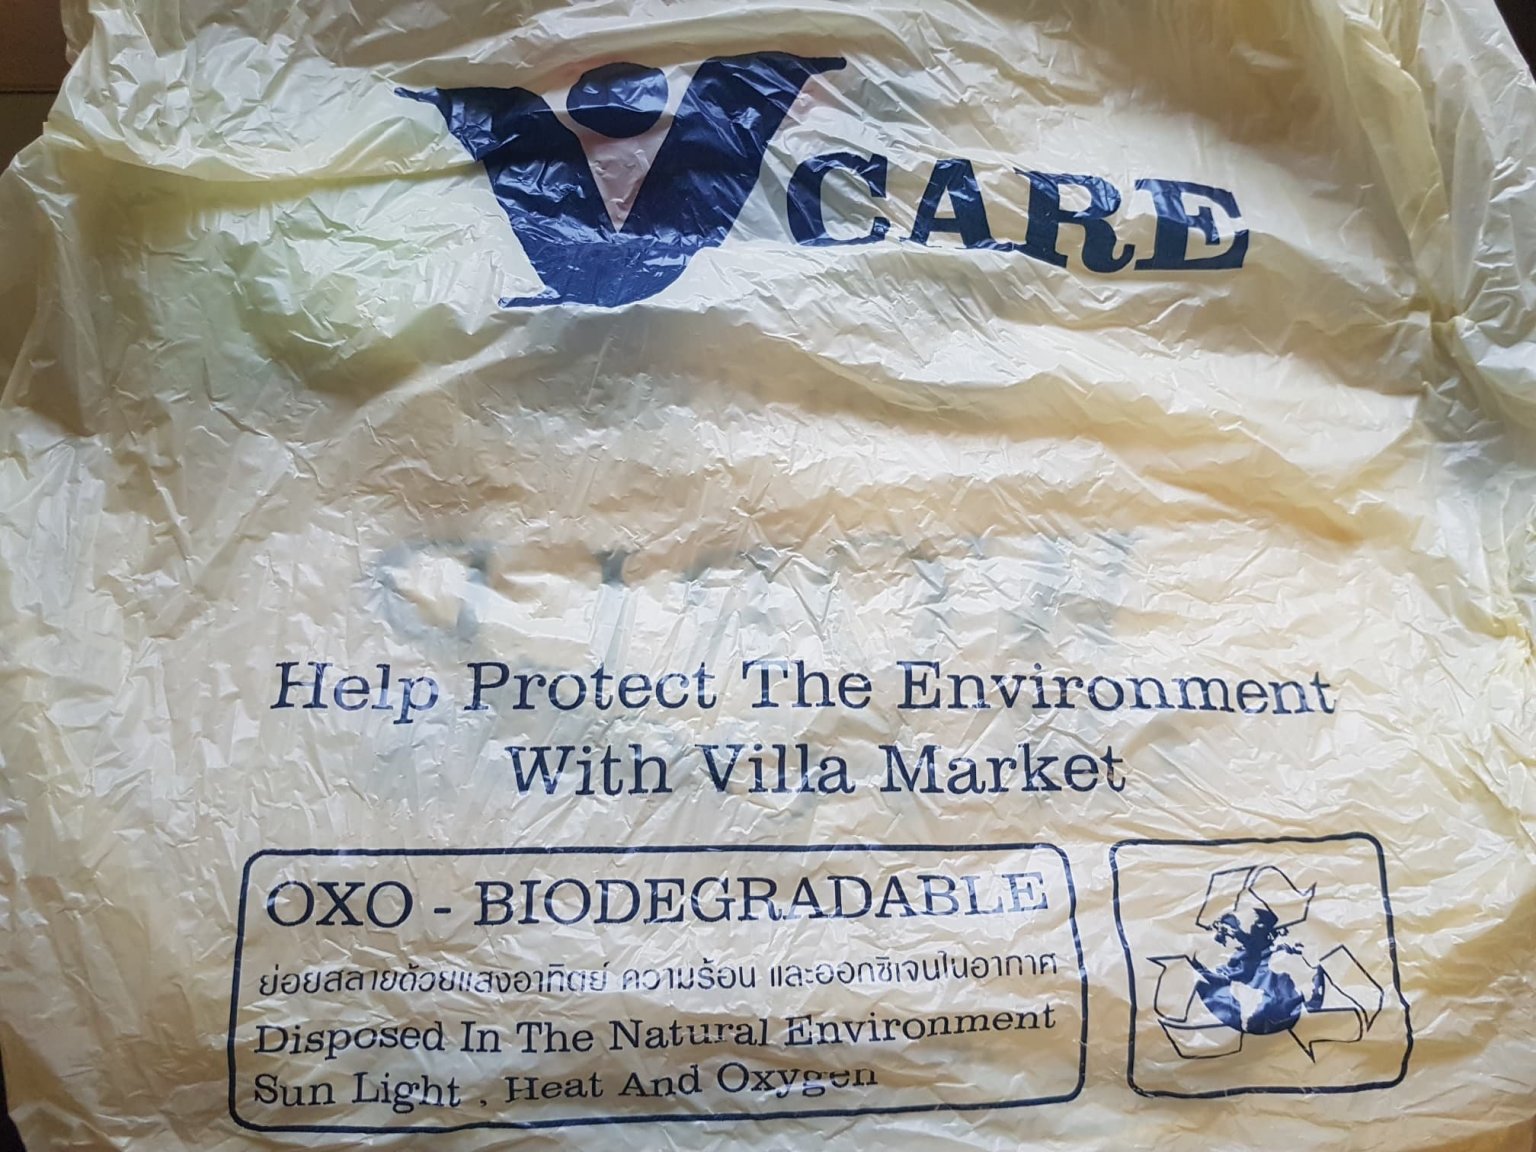 V CARE
Help Protect The Environment
With Villa Market
OXO - BIODEGRADABLE
ย่อยสลายด้วยแสงอาทิตย์ ความร้อน และออกซิเจนในอากาศ
Disposed In The Natural Environment
Sun Light , Heat And Oxygen